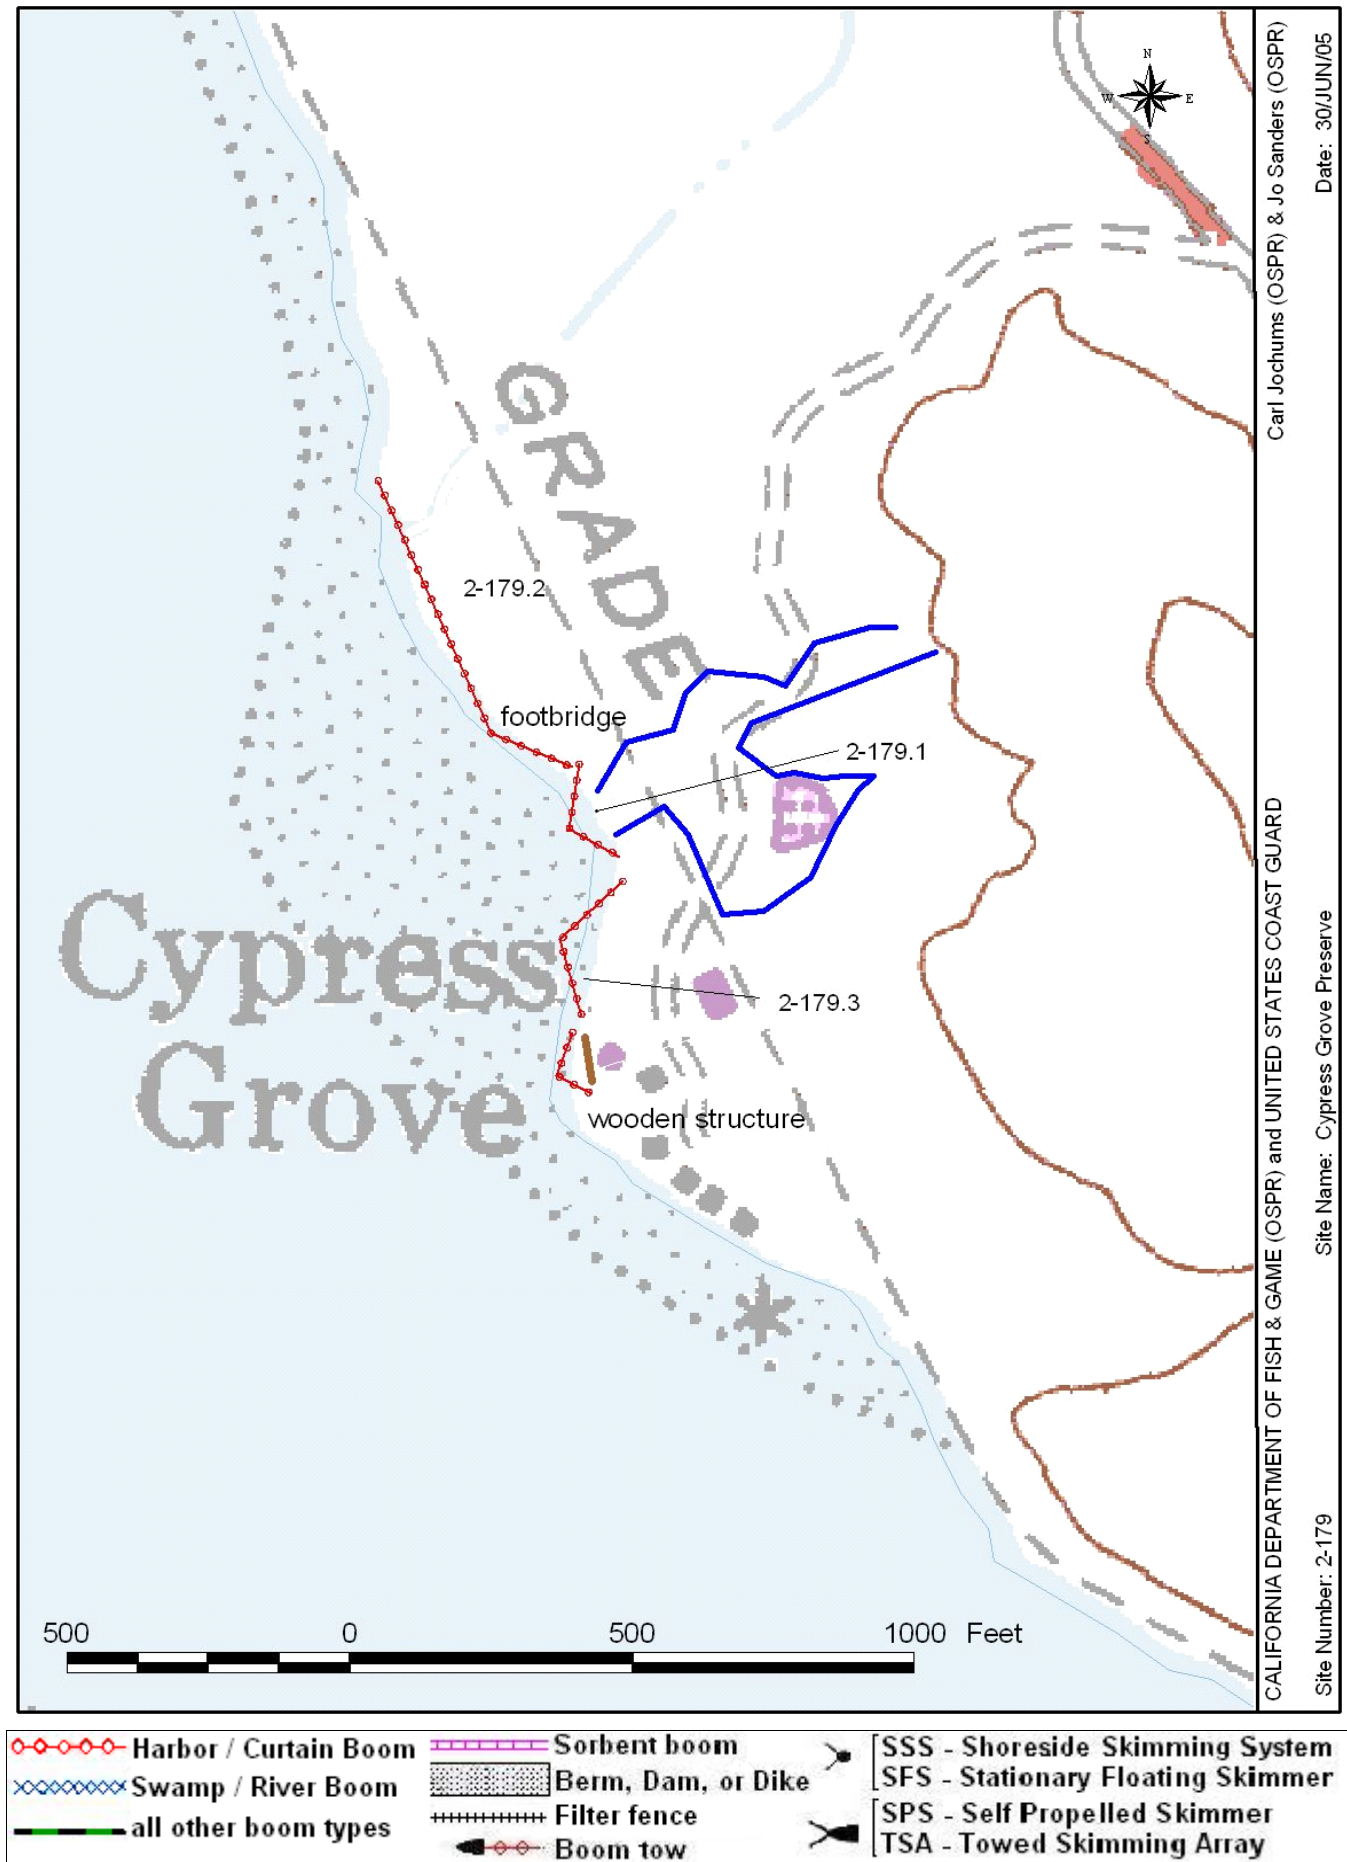 N
W E
S
GRADE
2-179.2
footbridge
2-179.1
Cypress
Grove
2-179.3
wooden structure
500 0 500 1000 Feet
Carl Jochums (OSPR) & Jo Sanders (OSPR)
CALIFORNIA DEPARTMENT OF FISH & GAME (OSPR) and UNITED STATES COAST GUARD
Date: 30/JUN/05
Site Name: Cypress Grove Preserve
Site Number: 2-179
Harbor / Curtain Boom
Swamp / River Boom
all other boom types
Sorbent boom
Berm, Dam, or Dike
Filter fence
Boom tow
SSS - Shoreside Skimming System
SFS - Stationary Floating Skimmer
SPS - Self Propelled Skimmer
TSA - Towed Skimming Array